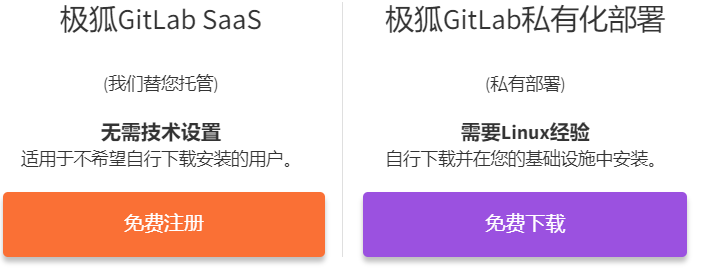 极狐GitLab SaaS
(我们替您托管)
无需技术设置
适用于不希望自行下载安装的用户。
免费注册
极狐GitLab私有化部署
(私有部署)
需要Linux经验
自行下载并在您的基础设施中安装。
免费下载